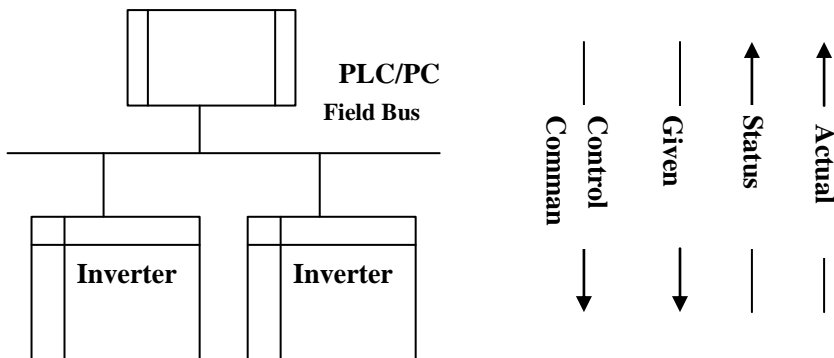 PLC/PC
Field Bus
Inverter
Inverter
Control
Comman
Given
Status
Actual